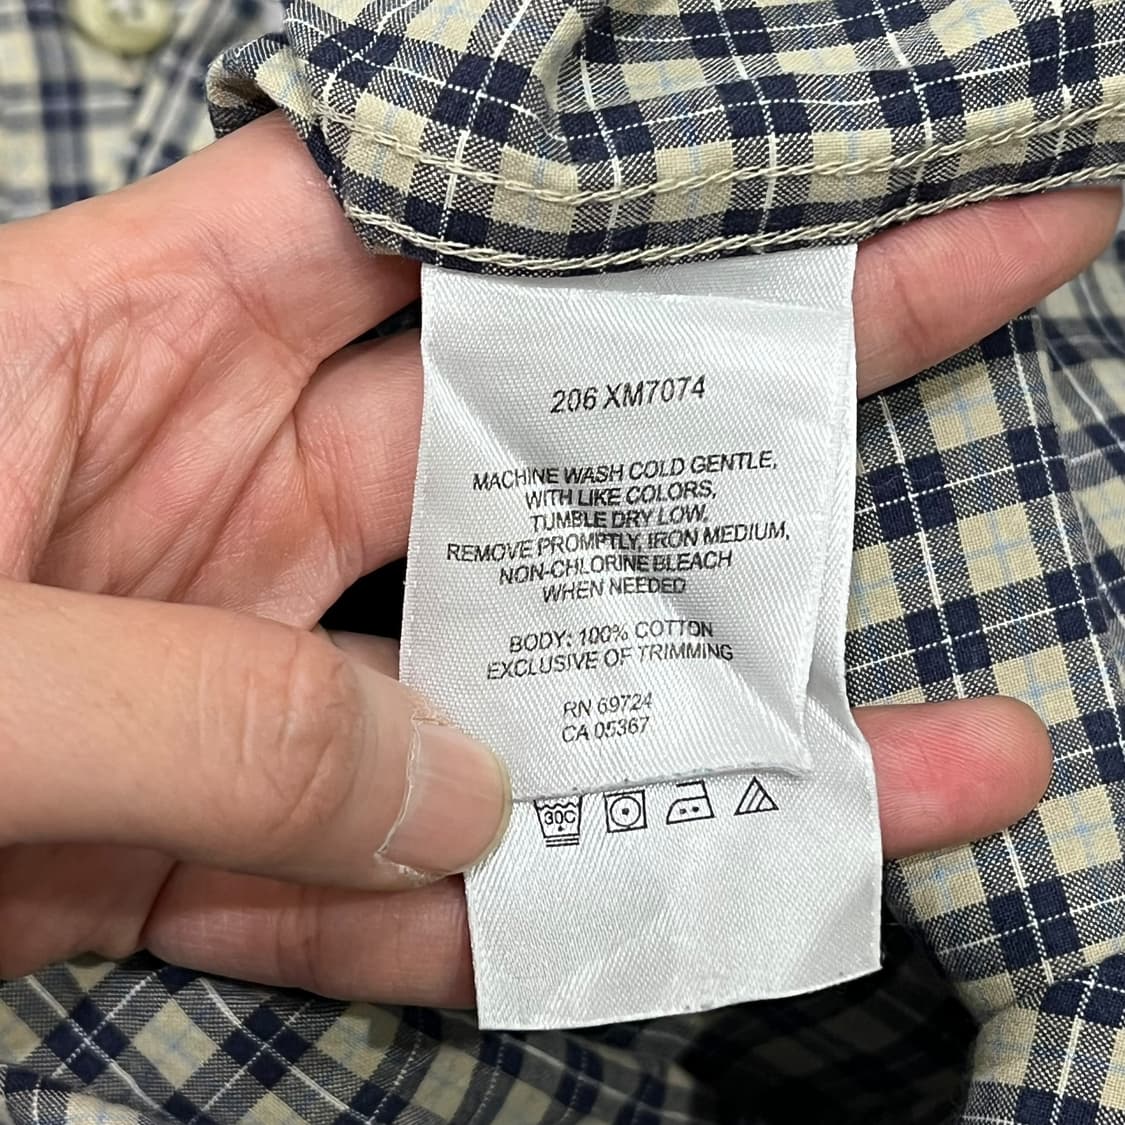 206 XM7074
MACHINE WASH COLD GENTLE,
WITH LIKE COLORS,
TUMBLE DRY LOW,
REMOVE PROMPTLY, IRON MEDIUM,
NON-CHLORINE BLEACH
WHEN NEEDED
BODY: 100% COTTON
EXCLUSIVE OF TRIMMING
RN 69724
CA 05367
30C